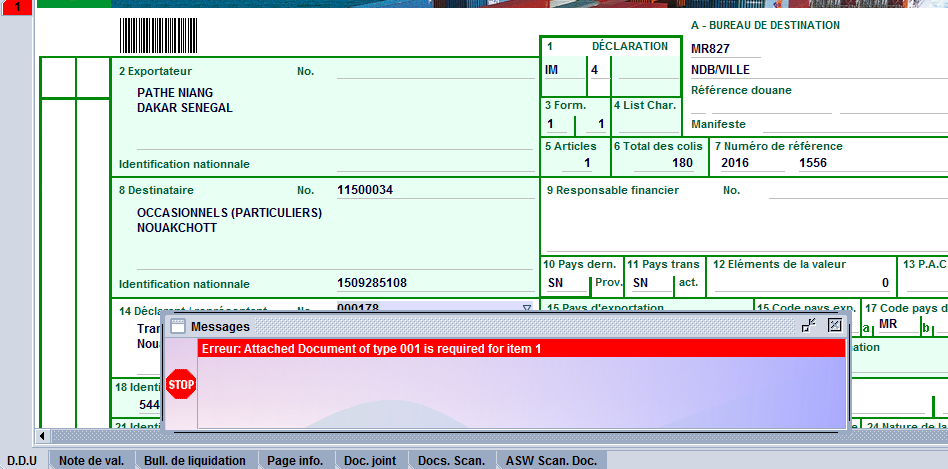 1
A - BUREAU DE DESTINATION
1 DÉCLARATION
MR827
IM 4
NDB/VILLE
2 Exportateur No.
PATHE NIANG
DAKAR SENEGAL
Référence douane
3 Form. 4 List Char.
1 1
Manifeste
5 Articles 6 Total des colis 7 Numéro de référence
1 180 2016 1556
Identification nationale
8 Destinataire No. 11500034
9 Responsable financier No.
OCCASIONNELS (PARTICULIERS)
NOUAKCHOTT
10 Pays dern. 11 Pays trans 12 Eléments de la valeur 13 P.A.C.
Identification nationale 1509285108
SN Prov. SN act. 0
14 Déclarant / représentant 000178
15 Pays d'exportation 15 Code pays exp. 17 Code pays d
Tran
a MR b
Noua
Messages
Erreur: Attached Document of type 001 is required for item 1
STOP
ation
18 Identi
544
21 Identi
24 Nature de la
D.D.U Note de val. Bull. de liquidation Page info. Doc. joint Docs. Scan. ASW Scan. Doc.